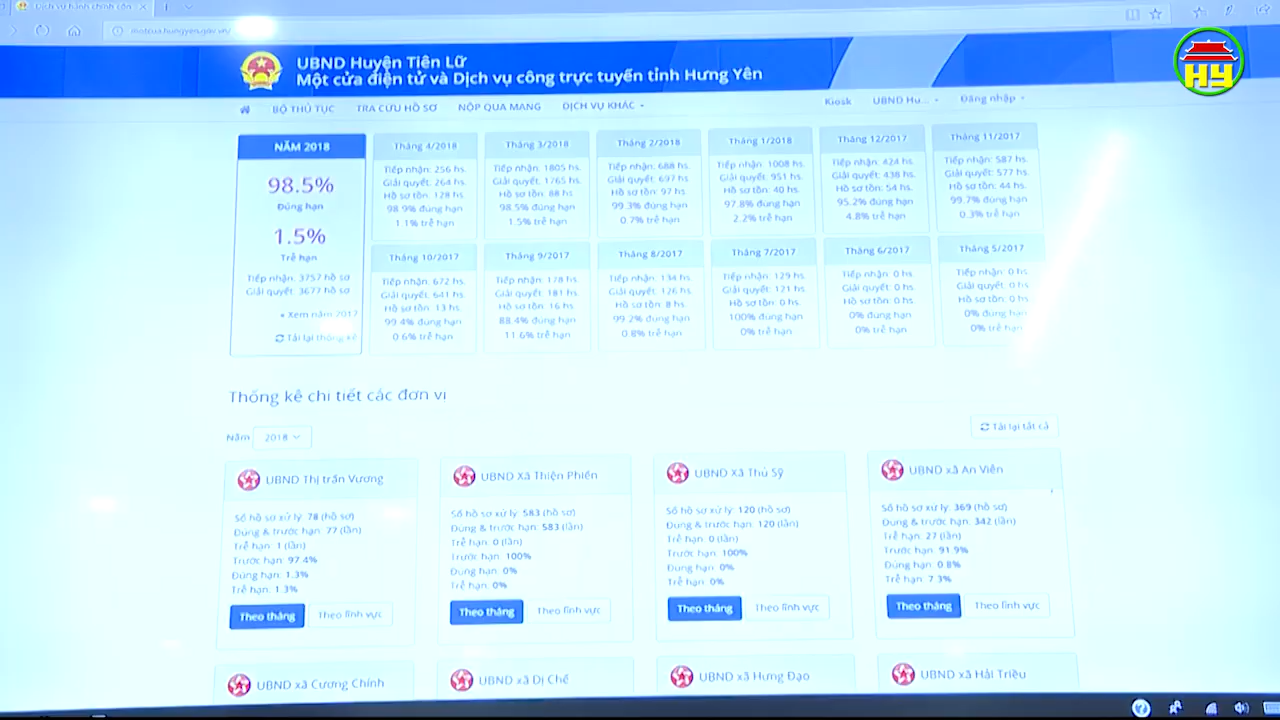 Dịch vụ hành chính côn
motcua.hungyen.gov.vn/
UBND Huyện Tiên Lữ
Một cửa điện tử và Dịch vụ công trực tuyến tỉnh Hưng Yên
HY
BỘ THỦ TỤC TRA CỨU HỒ SƠ NỘP QUA MẠNG DỊCH VỤ KHÁC Kiosk UBND Hu... Đăng nhập
NĂM 2018
98.5%
Đúng hạn
1.5%
Trễ hạn
Tiếp nhận: 3757 hồ sơ
Giải quyết: 3677 hồ sơ
+ Xem năm 2017
Tải lại thống kê
Tháng 4/2018
Tiếp nhận: 256 hs.
Giải quyết: 264 hs.
Hồ sơ tồn: 128 hs.
98.9% đúng hạn
1.1% trễ hạn
Tháng 3/2018
Tiếp nhận: 1805 hs.
Giải quyết: 1765 hs.
Hồ sơ tồn: 88 hs.
98.5% đúng hạn
1.5% trễ hạn
Tháng 2/2018
Tiếp nhận: 688 hs.
Giải quyết: 697 hs.
Hồ sơ tồn: 97 hs.
99.3% đúng hạn
0.7% trễ hạn
Tháng 1/2018
Tiếp nhận: 1008 hs.
Giải quyết: 951 hs.
Hồ sơ tồn: 40 hs.
97.8% đúng hạn
2.2% trễ hạn
Tháng 12/2017
Tiếp nhận: 424 hs.
Giải quyết: 438 hs.
Hồ sơ tồn: 54 hs.
95.2% đúng hạn
4.8% trễ hạn
Tháng 11/2017
Tiếp nhận: 587 hs.
Giải quyết: 577 hs.
Hồ sơ tồn: 44 hs.
99.7% đúng hạn
0.3% trễ hạn
Tháng 10/2017
Tiếp nhận: 672 hs.
Giải quyết: 641 hs.
Hồ sơ tồn: 13 hs.
99.4% đúng hạn
0.6% trễ hạn
Tháng 9/2017
Tiếp nhận: 178 hs.
Giải quyết: 181 hs.
Hồ sơ tồn: 16 hs.
88.4% đúng hạn
11.6% trễ hạn
Tháng 8/2017
Tiếp nhận: 134 hs.
Giải quyết: 126 hs.
Hồ sơ tồn: 8 hs.
99.2% đúng hạn
0.8% trễ hạn
Tháng 7/2017
Tiếp nhận: 129 hs.
Giải quyết: 121 hs.
Hồ sơ tồn: 0 hs.
100% đúng hạn
0% trễ hạn
Tháng 6/2017
Tiếp nhận: 0 hs.
Giải quyết: 0 hs.
Hồ sơ tồn: 0 hs.
0% đúng hạn
0% trễ hạn
Tháng 5/2017
Tiếp nhận: 0 hs.
Giải quyết: 0 hs.
Hồ sơ tồn: 0 hs.
0% đúng hạn
0% trễ hạn
Thống kê chi tiết các đơn vị
Năm 2018 Tải lại tất cả
UBND Thị trấn Vương
Số hồ sơ xử lý: 78 (hồ sơ)
Đúng & trước hạn: 77 (lần)
Trễ hạn: 1 (lần)
Trước hạn: 97.4%
Đúng hạn: 1.3%
Trễ hạn: 1.3%
Theo tháng Theo lĩnh vực
UBND Xã Thiện Phiến
Số hồ sơ xử lý: 583 (hồ sơ)
Đúng & trước hạn: 583 (lần)
Trễ hạn: 0 (lần)
Trước hạn: 100%
Đúng hạn: 0%
Trễ hạn: 0%
Theo tháng Theo lĩnh vực
UBND Xã Thủ Sỹ
Số hồ sơ xử lý: 120 (hồ sơ)
Đúng & trước hạn: 120 (lần)
Trễ hạn: 0 (lần)
Trước hạn: 100%
Đúng hạn: 0%
Trễ hạn: 0%
Theo tháng Theo lĩnh vực
UBND xã An Viên
Số hồ sơ xử lý: 369 (hồ sơ)
Đúng & trước hạn: 342 (lần)
Trễ hạn: 27 (lần)
Trước hạn: 91.9%
Đúng hạn: 0.8%
Trễ hạn: 7.3%
Theo tháng Theo lĩnh vực
UBND xã Cương Chính
UBND xã Dị Chế
UBND xã Hưng Đạo
UBND xã Hải Triều